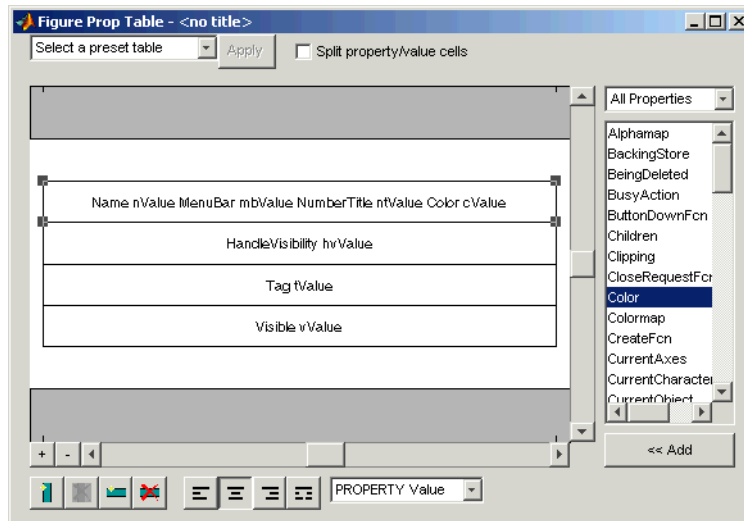 Figure Prop Table - <no title>
Select a preset table
Apply
Split property/value cells
All Properties
Alphamap
BackingStore
BeingDeleted
BusyAction
ButtonDownFcn
Children
Clipping
CloseRequestFcn
Color
Colormap
CreateFcn
CurrentAxes
CurrentCharacter
CurrentObject
Name nValue MenuBar mbValue NumberTitle ntValue Color cValue
HandleVisibility hvValue
Tag tValue
Visible vValue
+ -
<< Add
PROPERTY Value